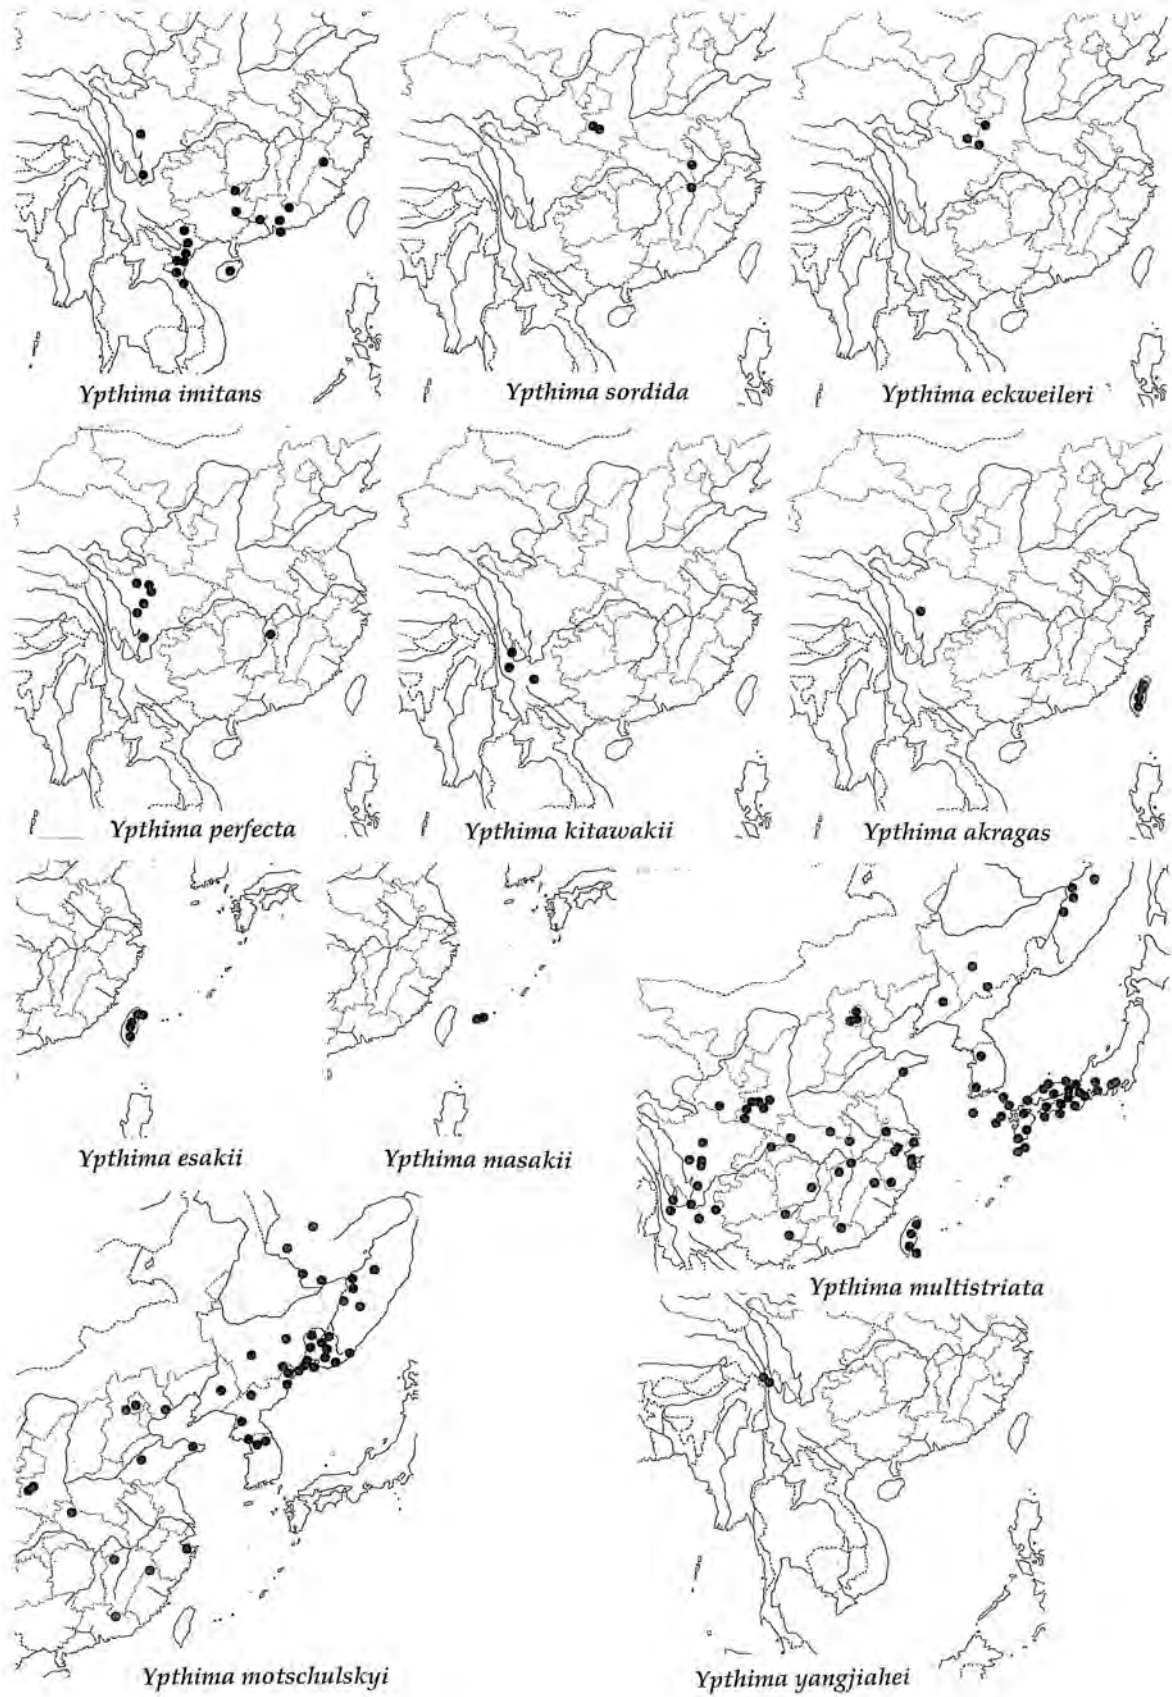 Ypthima imitans
Ypthima sordida
Ypthima eckweileri
Ypthima perfecta
Ypthima kitawakii
Ypthima akragas
Ypthima esakii
Ypthima masakii
Ypthima multistriata
Ypthima motschulskyi
Ypthima yangjiahei